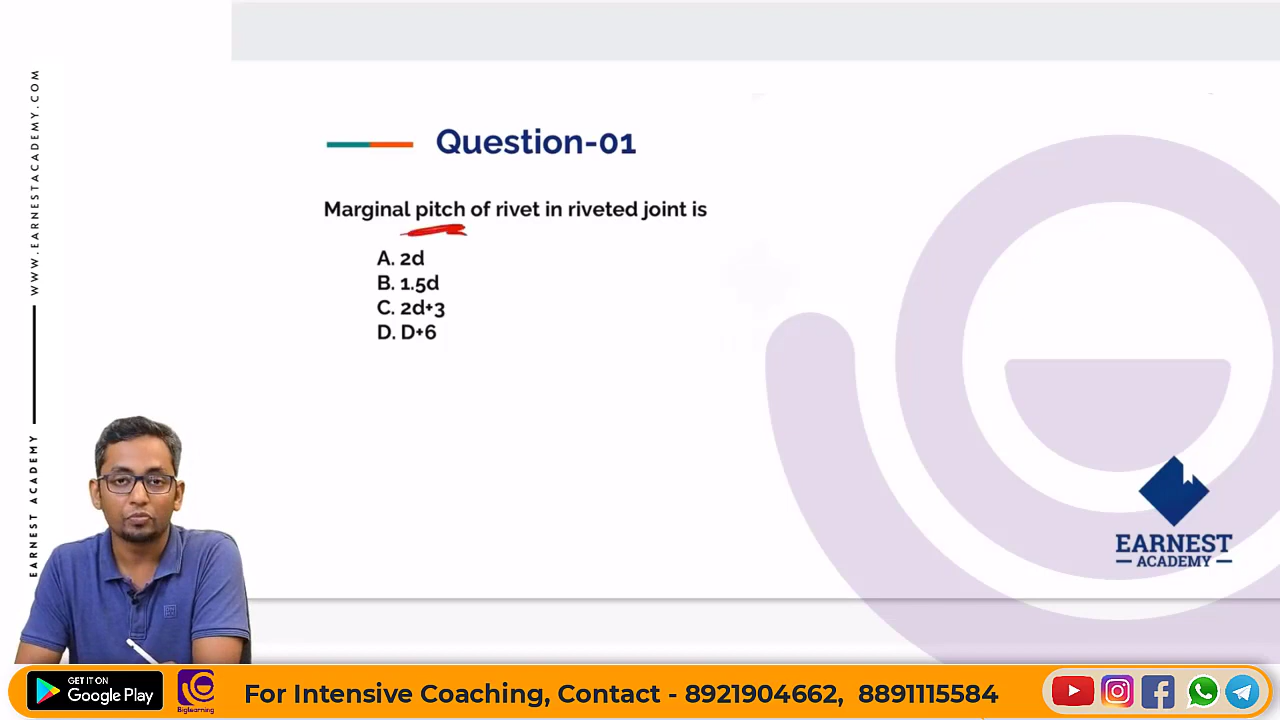 WWW.EARNESTACADEMY.COM
EARNEST ACADEMY
Question-01
Marginal pitch of rivet in riveted joint is
A. 2d
B. 1.5d
C. 2d+3
D. D+6
EARNEST
ACADEMY
GET IT ON
Google Play
Biglearning
For Intensive Coaching, Contact - 8921904662, 8891115584